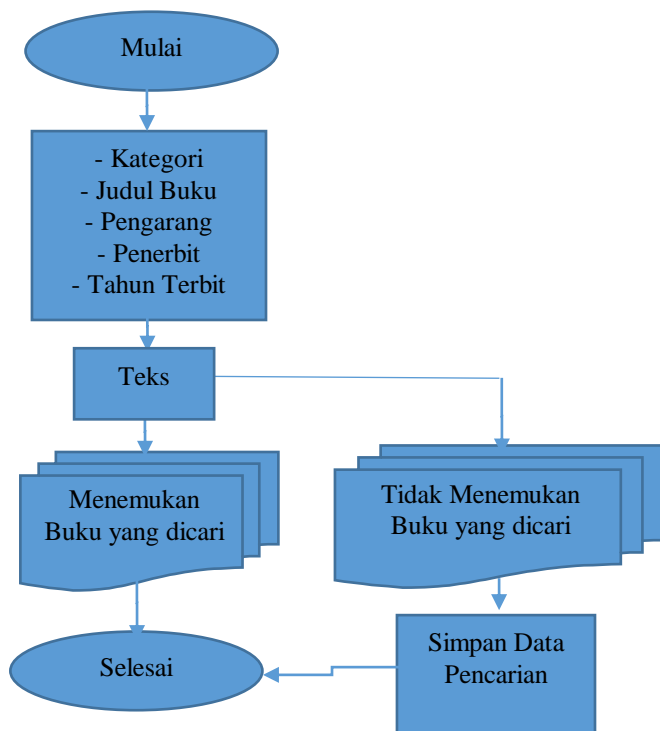 Mulai
- Kategori
- Judul Buku
- Pengarang
- Penerbit
- Tahun Terbit
Teks
Menemukan
Buku yang dicari
Tidak Menemukan
Buku yang dicari
Selesai
Simpan Data
Pencarian